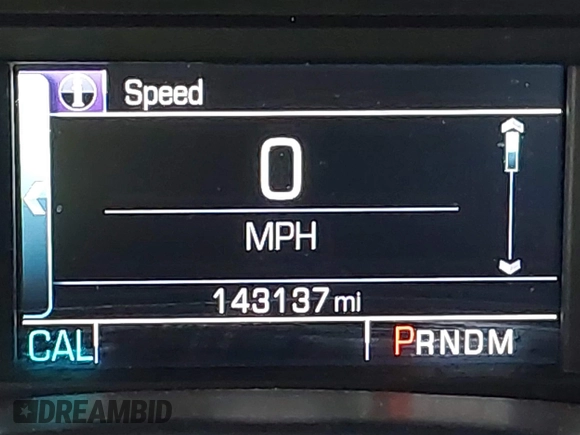 Speed
0
MPH
143137 mi
CAL PRNDM
DREAMBID